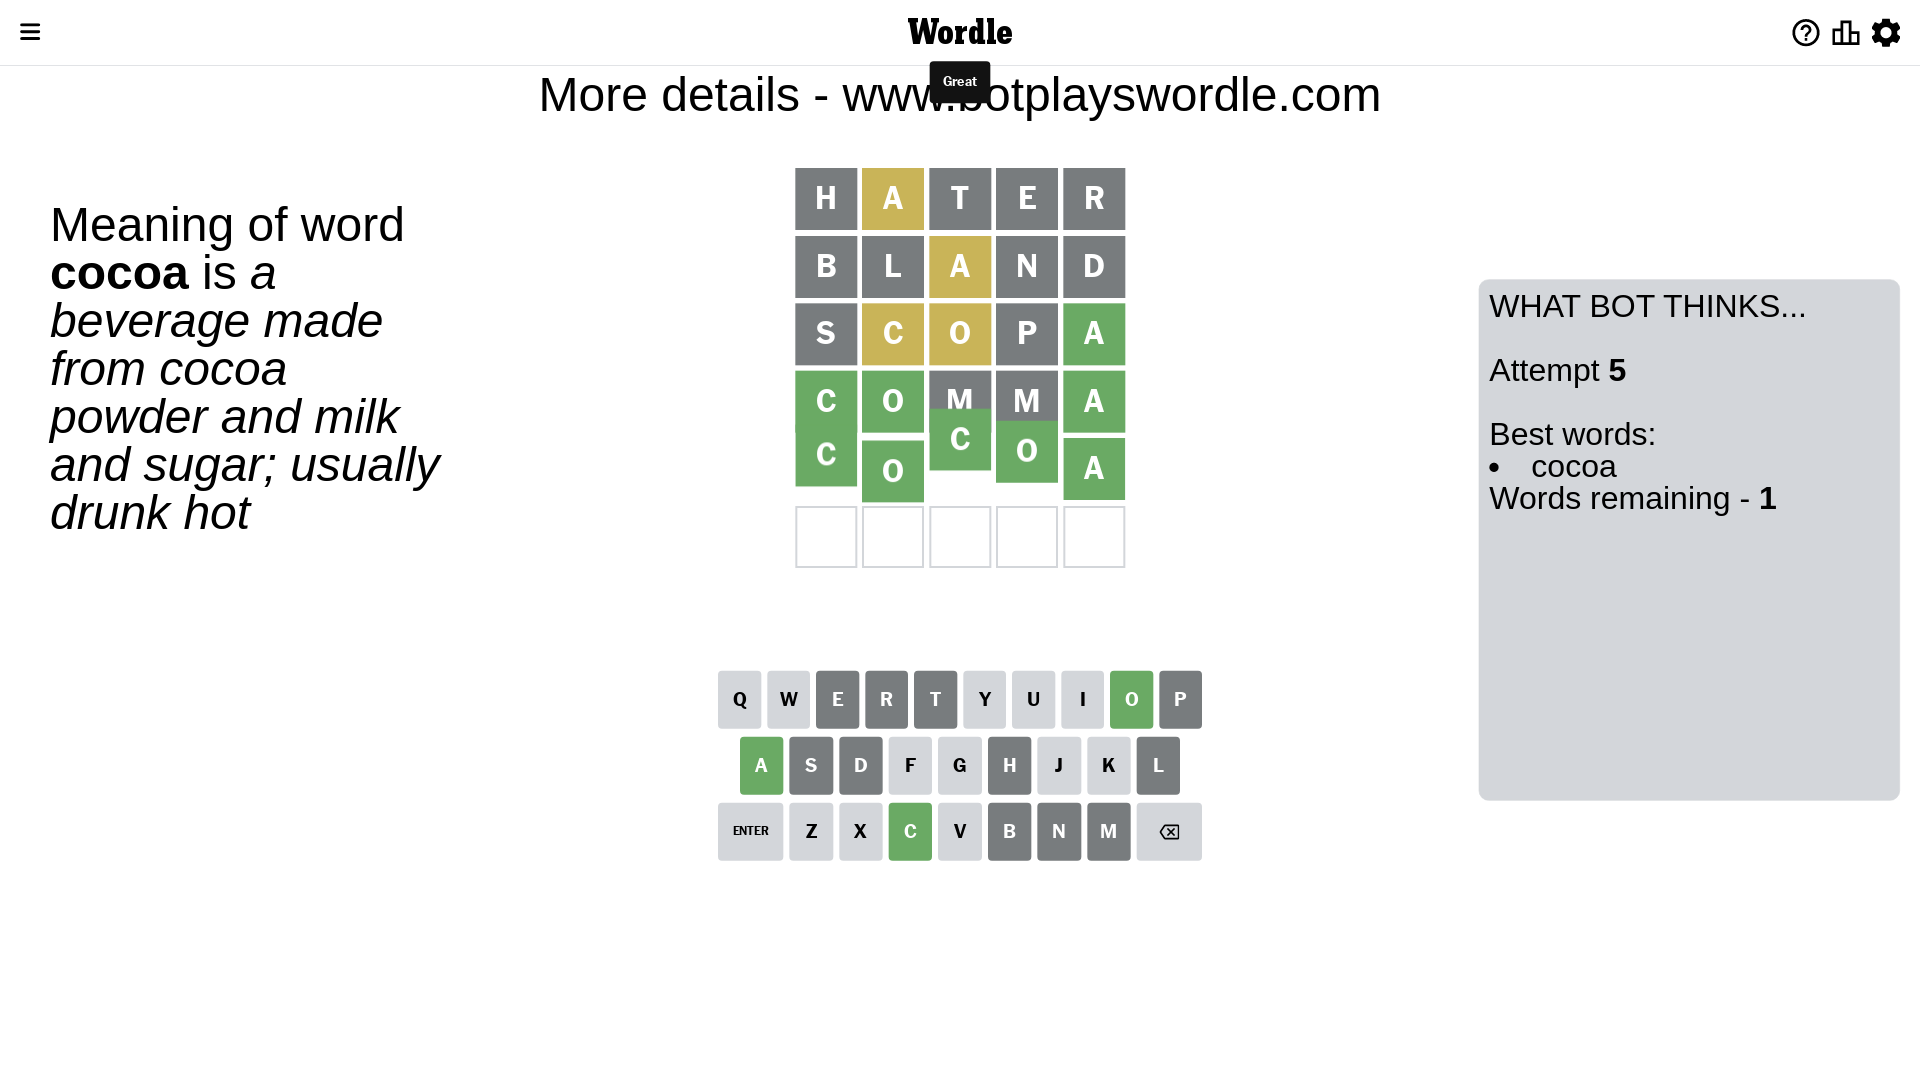 Wordle
Great
More details - www.botplayswordle.com
Meaning of word
cocoa is a
beverage made
from cocoa
powder and milk
and sugar; usually
drunk hot
H A T E R
B L A N D
S C O P A
C O M M A
C O C O A
WHAT BOT THINKS...
Attempt 5
Best words:
• cocoa
Words remaining - 1
Q W E R T Y U I O P
A S D F G H J K L
ENTER Z X C V B N M